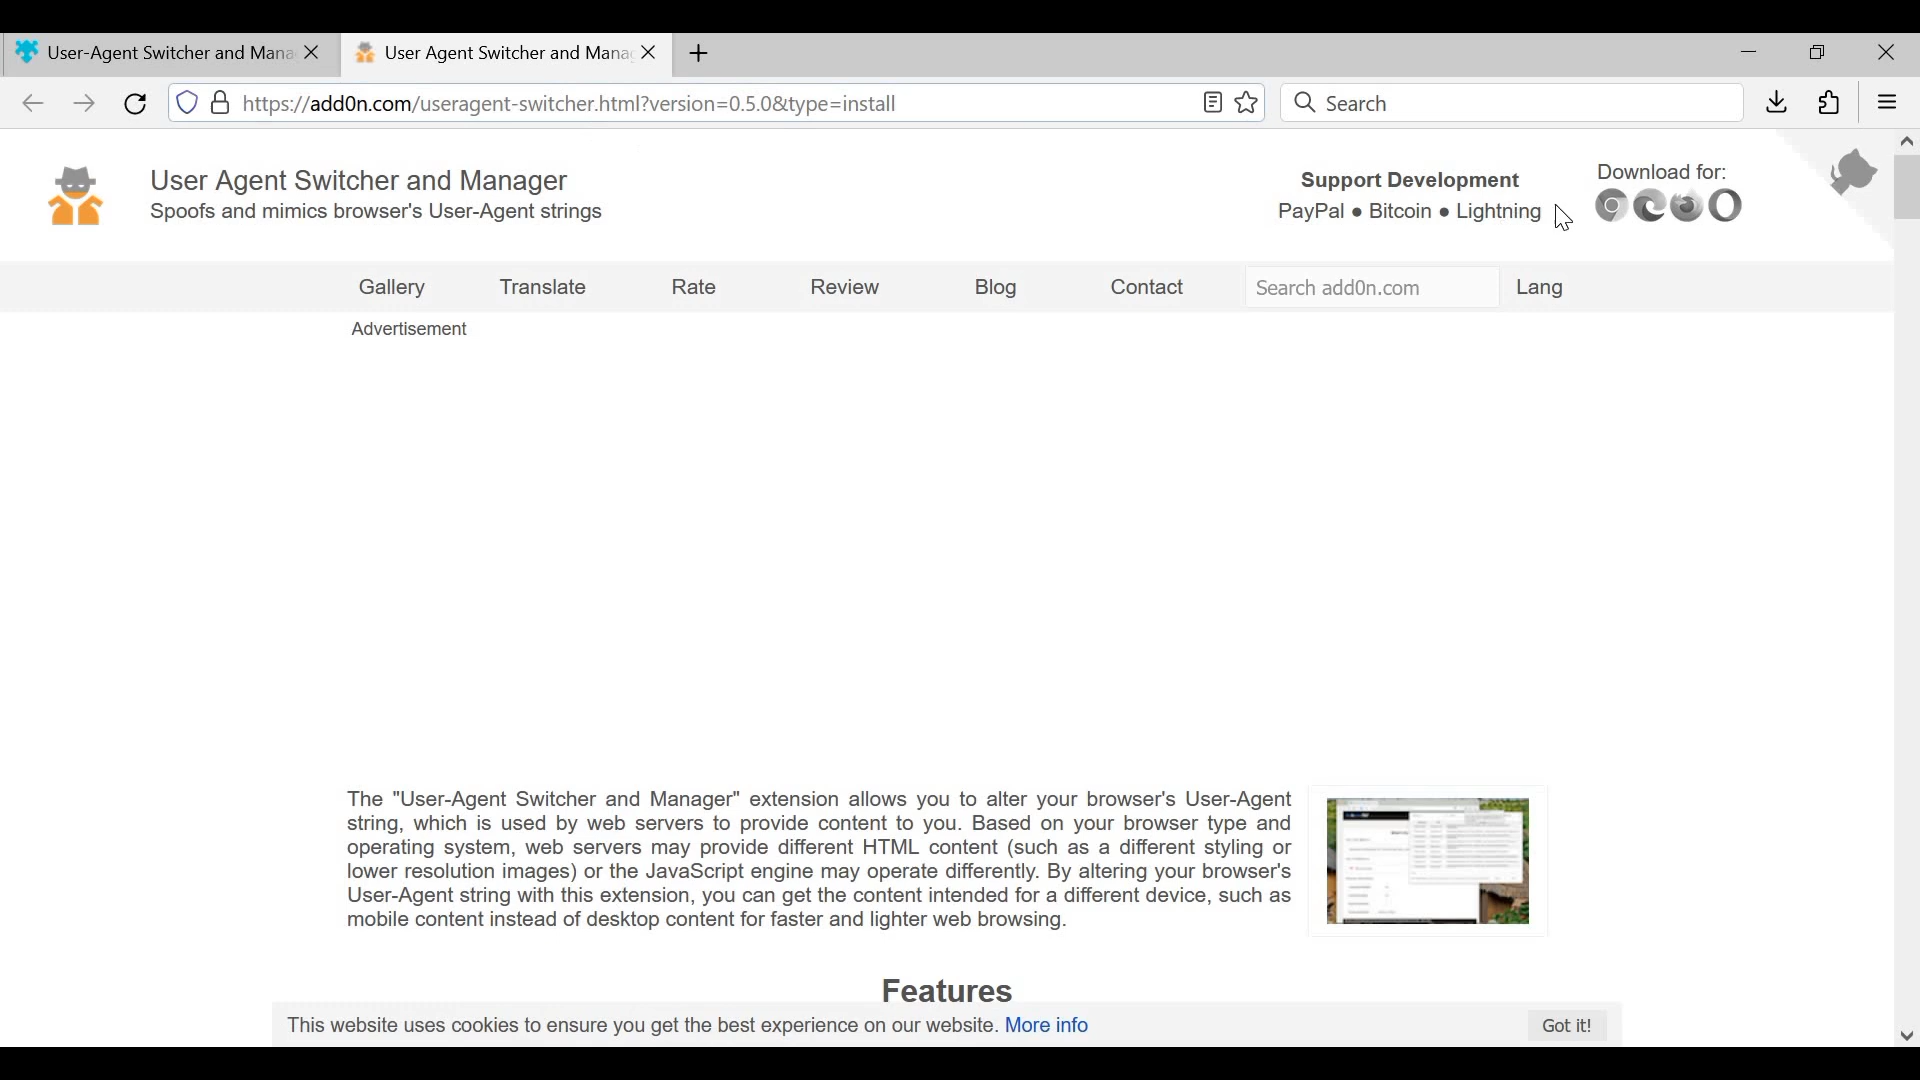 User-Agent Switcher and Mana
User Agent Switcher and Manag
https://add0n.com/useragent-switcher.html?version=0.5.0&type=install
Search
User Agent Switcher and Manager
Spoofs and mimics browser's User-Agent strings
Support Development
PayPal ● Bitcoin ● Lightning
Download for:
Gallery
Translate
Rate
Review
Blog
Contact
Search add0n.com
Lang
Advertisement
The "User-Agent Switcher and Manager" extension allows you to alter your browser's User-Agent
string, which is used by web servers to provide content to you. Based on your browser type and
operating system, web servers may provide different HTML content (such as a different styling or
lower resolution images) or the JavaScript engine may operate differently. By altering your browser's
User-Agent string with this extension, you can get the content intended for a different device, such as
mobile content instead of desktop content for faster and lighter web browsing.
Features
This website uses cookies to ensure you get the best experience on our website. More info
Got it!